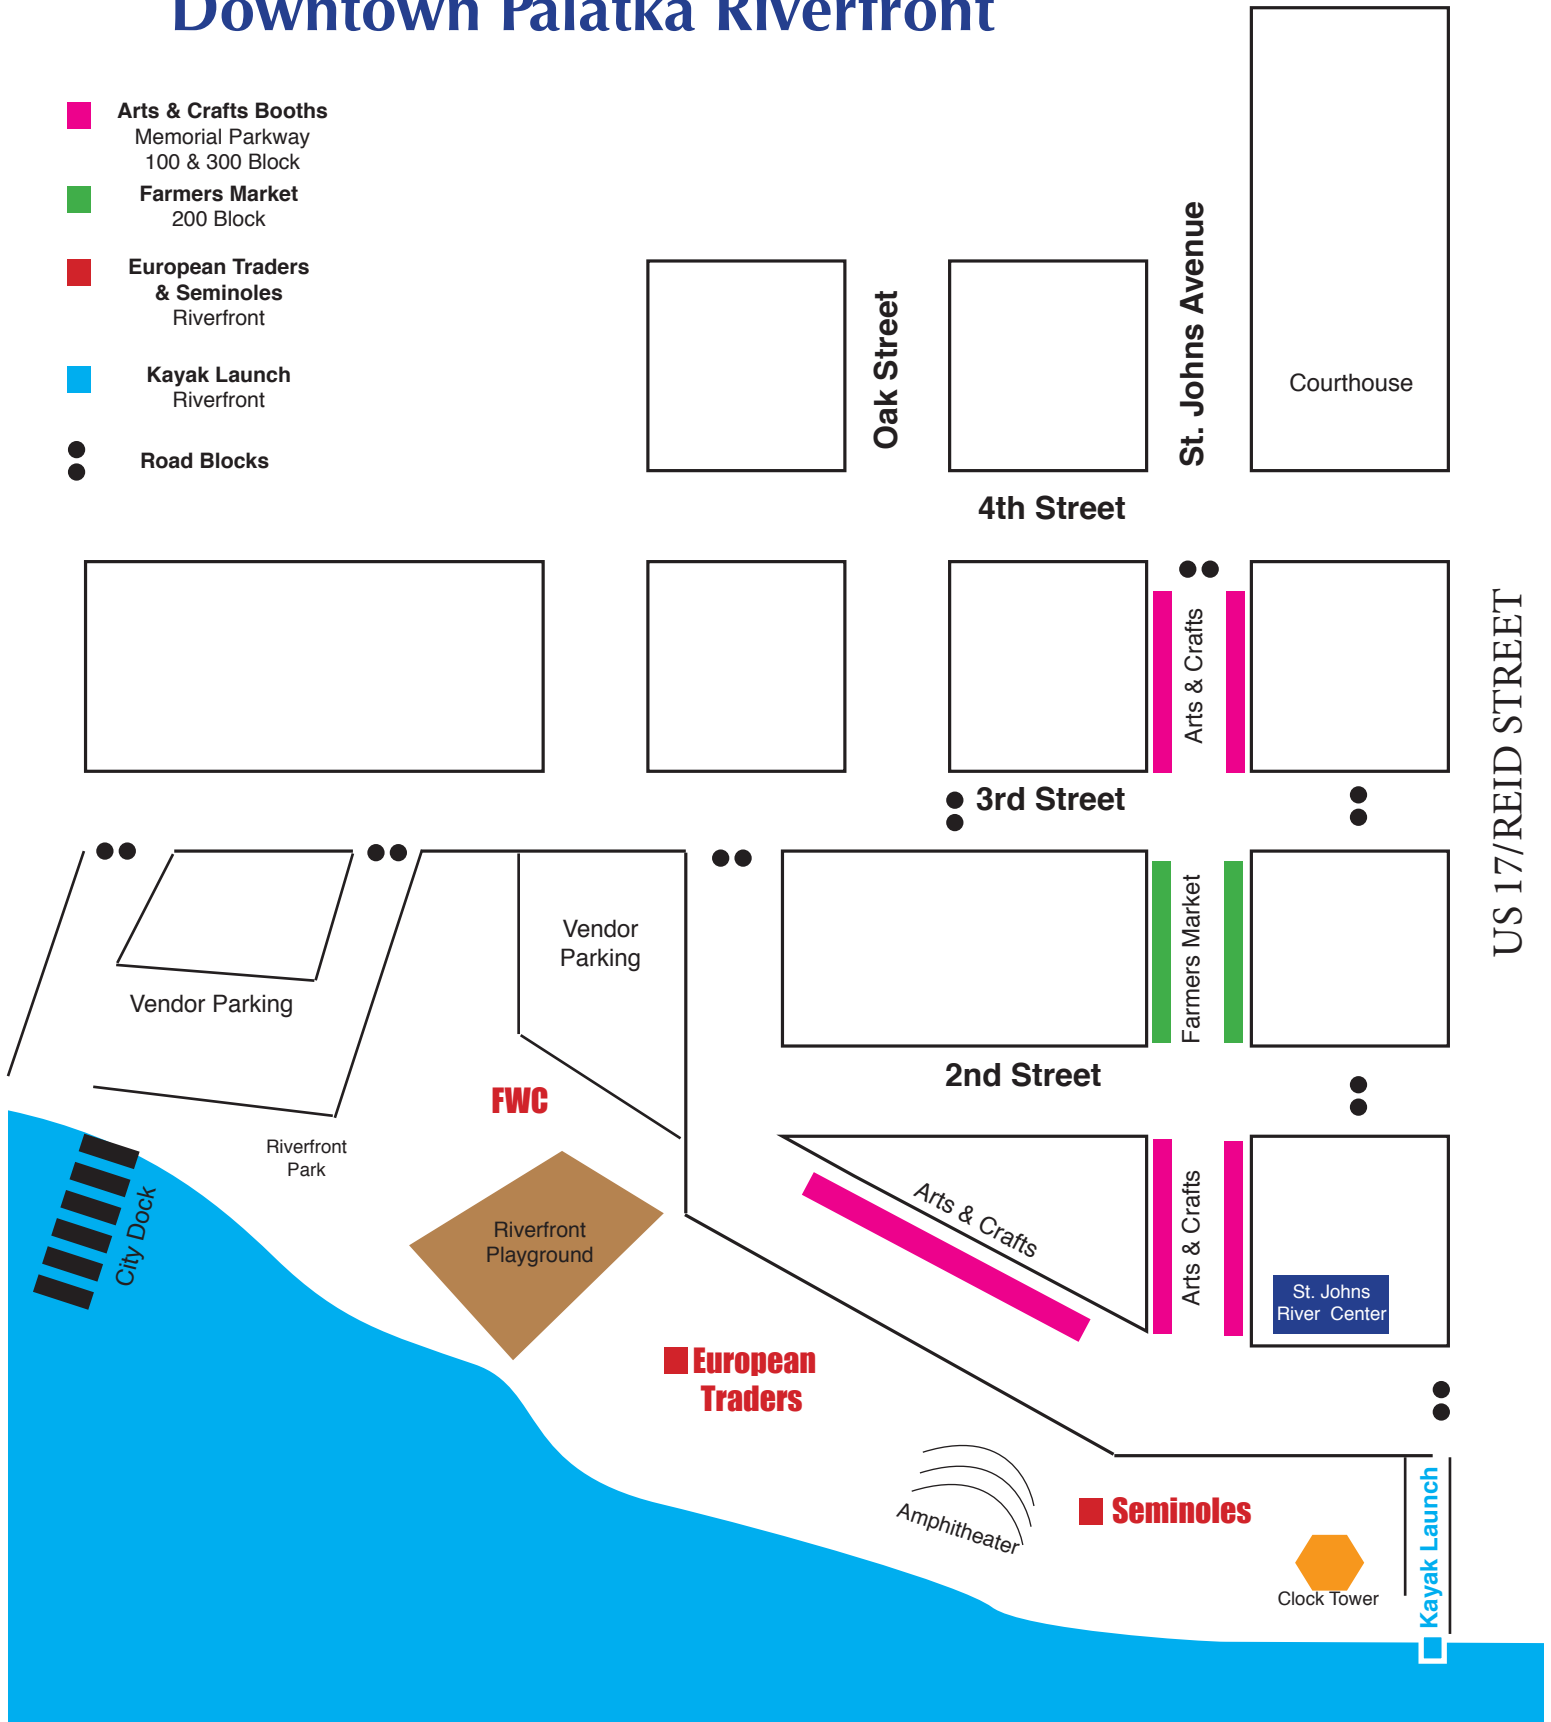 Downtown Palatka Riverfront
Arts & Crafts Booths
Memorial Parkway
100 & 300 Block
Farmers Market
200 Block
European Traders
& Seminoles
Riverfront
Kayak Launch
Riverfront
Road Blocks
Oak Street
St. Johns Avenue
Courthouse
4th Street
Arts & Crafts
US 17/REID STREET
3rd Street
Vendor
Parking
Vendor Parking
Farmers Market
2nd Street
FWC
Riverfront
Park
City Dock
Riverfront
Playground
Arts & Crafts
Arts & Crafts
St. Johns
River Center
European
Traders
Amphitheater
Seminoles
Clock Tower
Kayak Launch